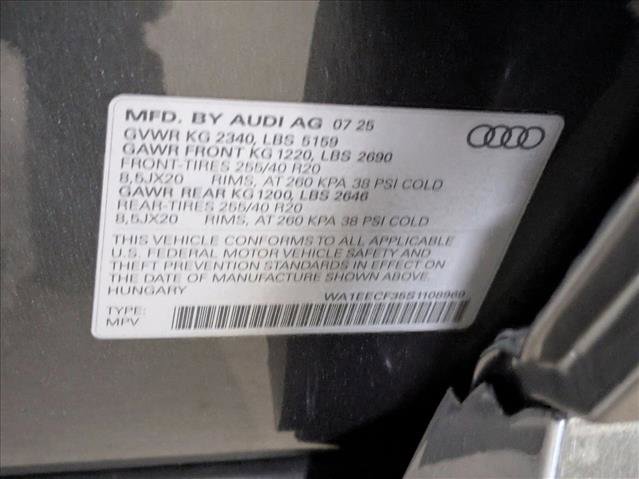 MFD. BY AUDI AG 07 25
GVWR KG 2340, LBS 5159
GAWR FRONT KG 1220, LBS 2690
FRONT-TIRES 255/40 R20
8,5JX20 RIMS, AT 260 KPA 38 PSI COLD
GAWR REAR KG 1200, LBS 2646
REAR-TIRES 255/40 R20
8,5JX20 RIMS, AT 260 KPA 38 PSI COLD
THIS VEHICLE CONFORMS TO ALL APPLICABLE
U.S. FEDERAL MOTOR VEHICLE SAFETY AND
THEFT PREVENTION STANDARDS IN EFFECT ON
THE DATE OF MANUFACTURE SHOWN ABOVE.
HUNGARY WA1EECF35S1108969
TYPE:
MPV